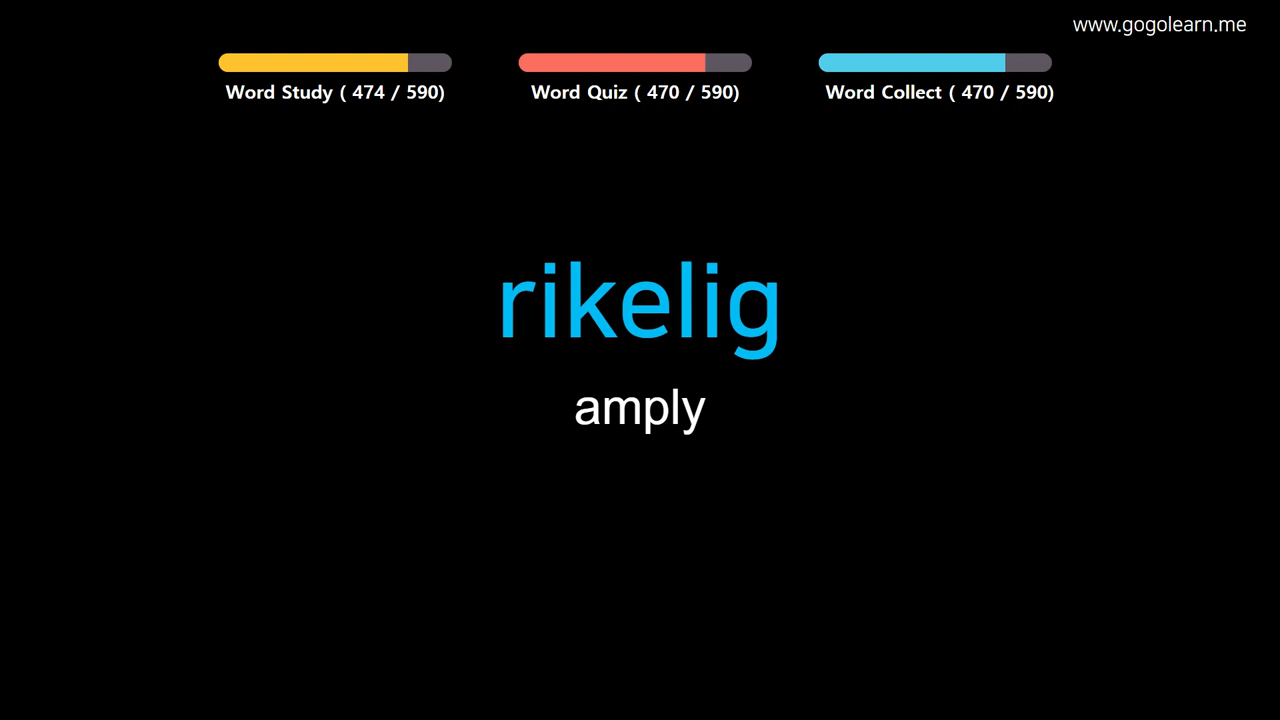 www.gogolearn.me
Word Study ( 474 / 590)
Word Quiz ( 470 / 590)
Word Collect ( 470 / 590)
rikelig
amply